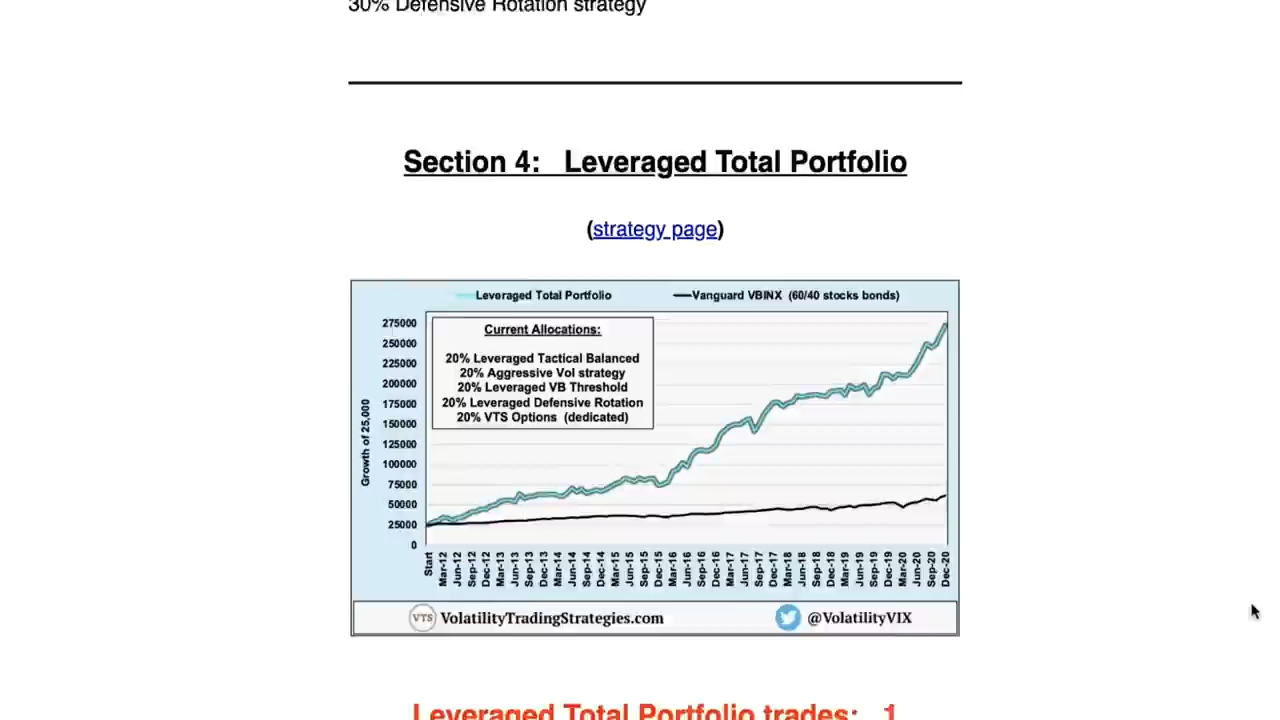 30% Defensive Rotation strategy
Section 4: Leveraged Total Portfolio
(strategy page)
Leveraged Total Portfolio
Vanguard VBINX (60/40 stocks bonds)
Growth of 25,000
275000
250000
225000
200000
175000
150000
125000
100000
75000
50000
25000
0
Current Allocations:
20% Leveraged Tactical Balanced
20% Aggressive Vol strategy
20% Leveraged VB Threshold
20% Leveraged Defensive Rotation
20% VTS Options (dedicated)
Start
Mar-12
Jun-12
Sep-12
Dec-12
Mar-13
Jun-13
Sep-13
Dec-13
Mar-14
Jun-14
Sep-14
Dec-14
Mar-15
Jun-15
Sep-15
Dec-15
Mar-16
Jun-16
Sep-16
Dec-16
Mar-17
Jun-17
Sep-17
Dec-17
Mar-18
Jun-18
Sep-18
Dec-18
Mar-19
Jun-19
Sep-19
Dec-19
Mar-20
Jun-20
Sep-20
Dec-20
VTS VolatilityTradingStrategies.com
@VolatilityVIX
Leveraged Total Portfolio trades: 1